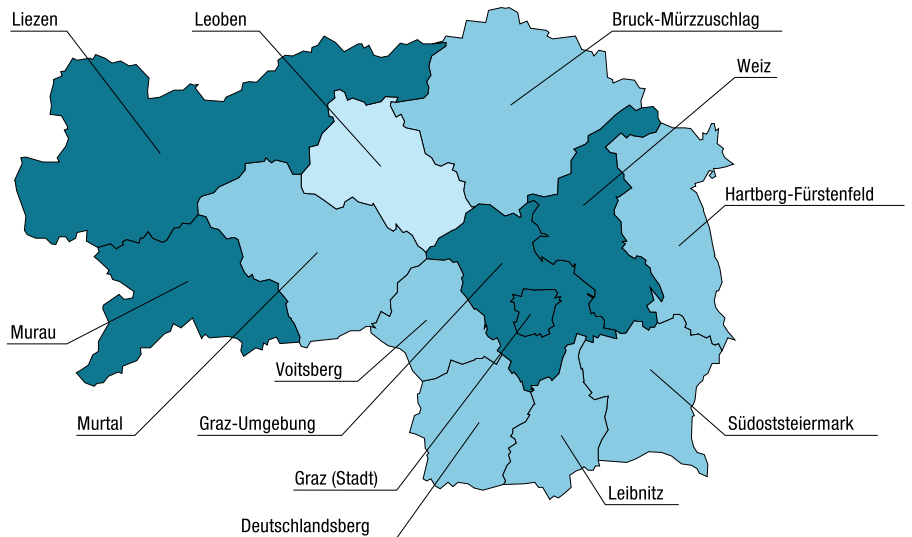 Liezen
Leoben
Bruck-Mürzzuschlag
Weiz
Hartberg-Fürstenfeld
Murau
Voitsberg
Murtal
Graz-Umgebung
Südoststeiermark
Graz (Stadt)
Leibnitz
Deutschlandsberg